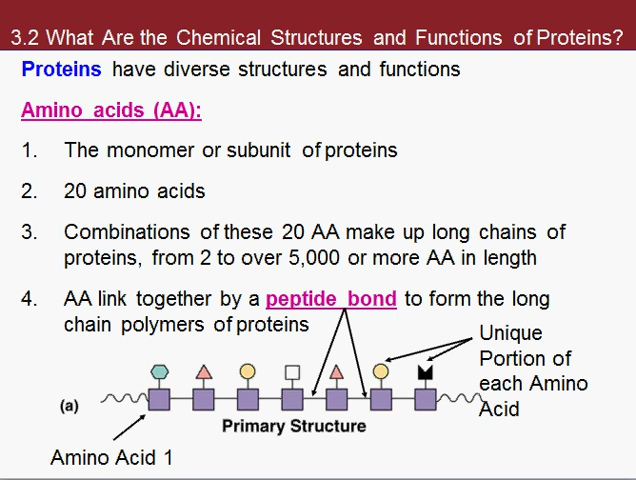 3.2 What Are the Chemical Structures and Functions of Proteins?
Proteins have diverse structures and functions
Amino acids (AA):
1. The monomer or subunit of proteins
2. 20 amino acids
3. Combinations of these 20 AA make up long chains of
proteins, from 2 to over 5,000 or more AA in length
4. AA link together by a peptide bond to form the long
chain polymers of proteins
Unique
Portion of
each Amino
Acid
(a)
Primary Structure
Amino Acid 1